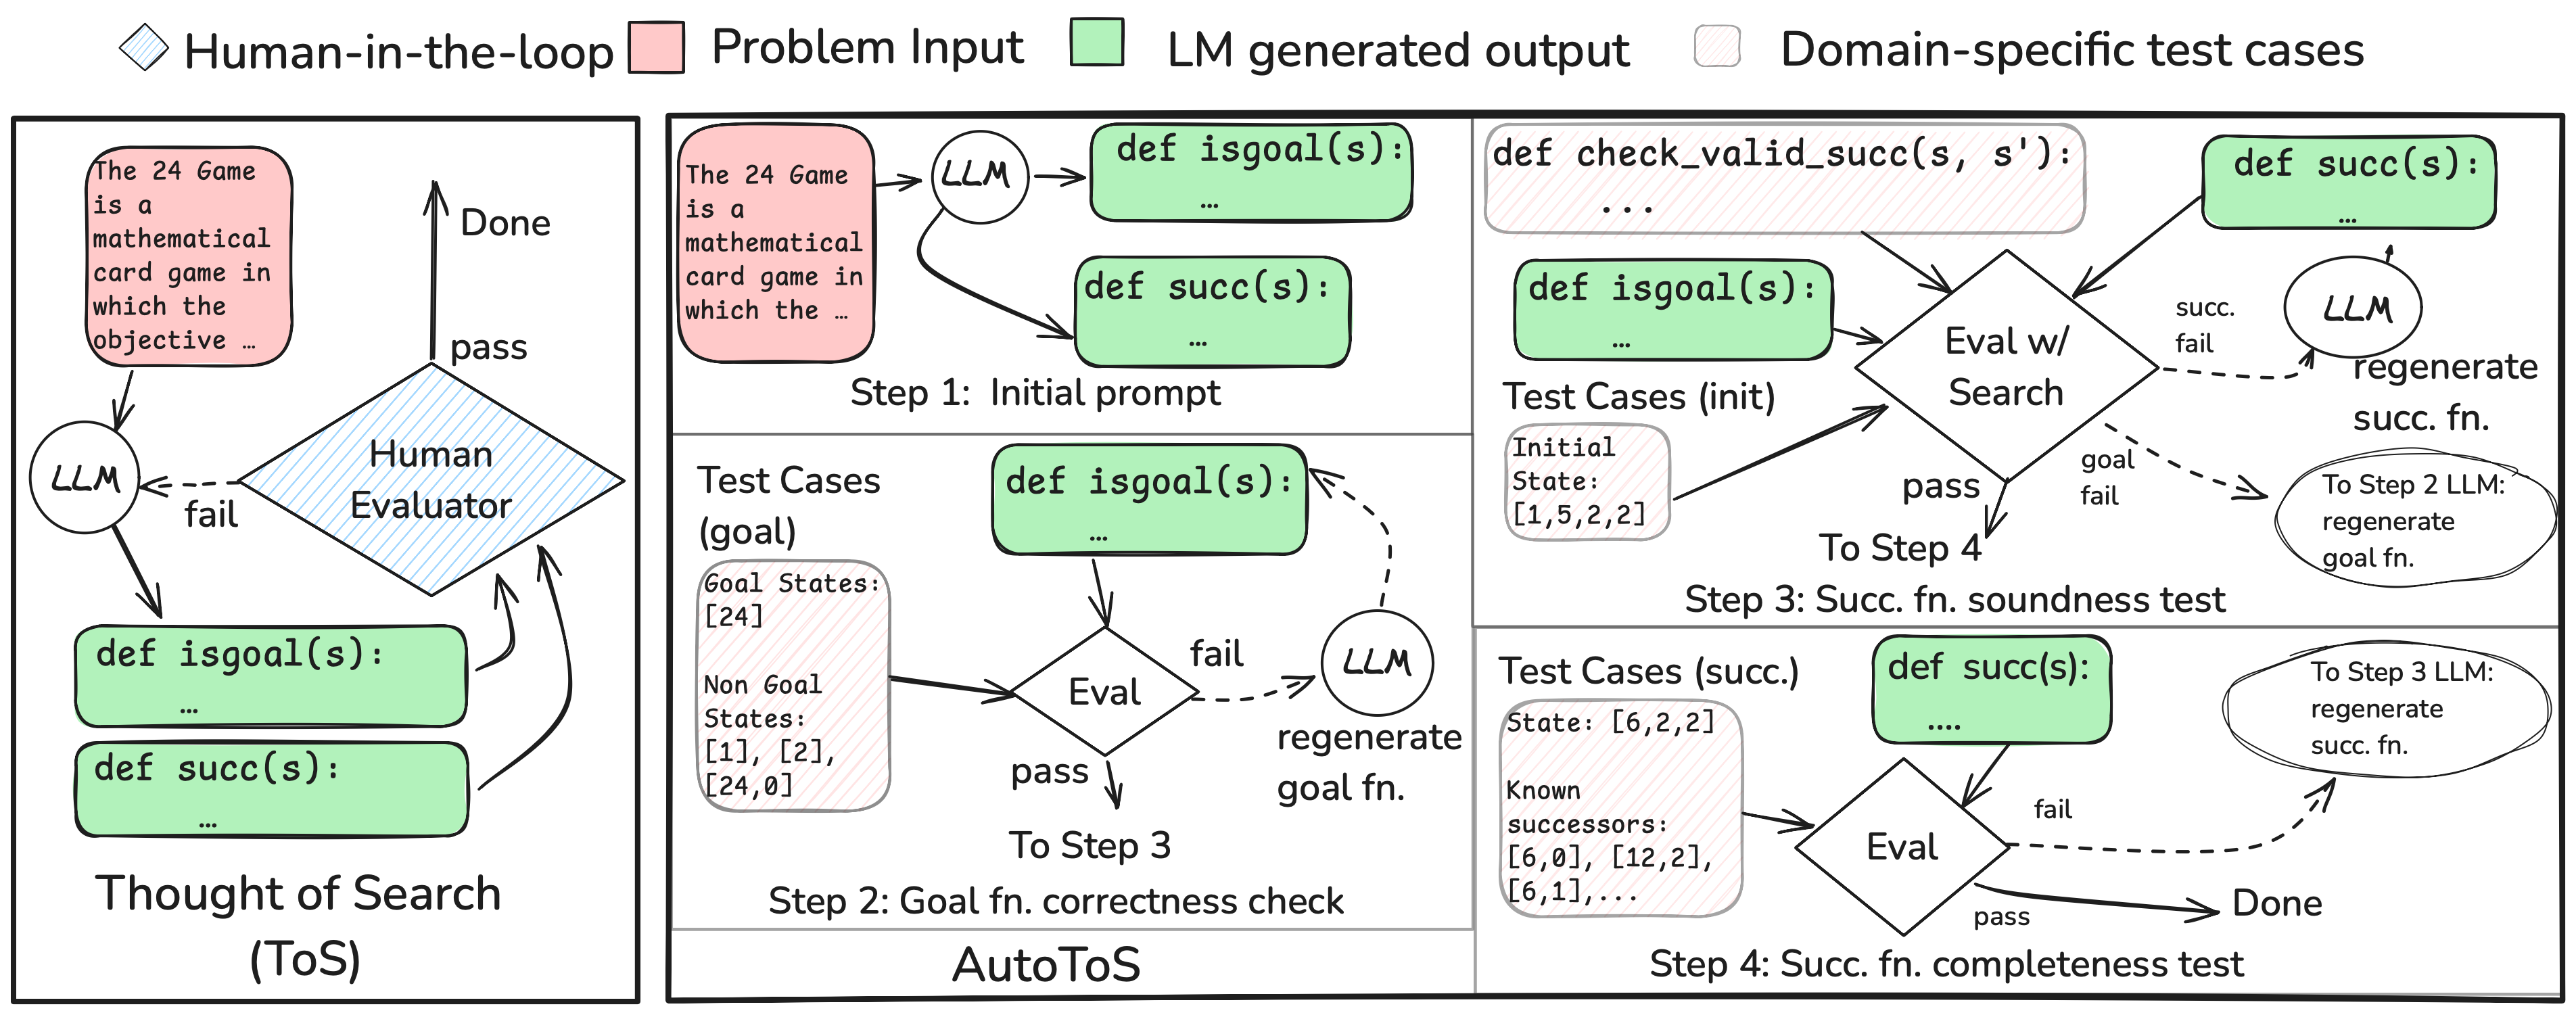 Human-in-the-loop
Problem Input
LM generated output
Domain-specific test cases
The 24 Game
is a
mathematical
card game in
which the
objective …
LLM
Done
pass
Human
Evaluator
fail
def isgoal(s):
…
def succ(s):
…
Thought of Search
(ToS)
The 24 Game
is a
mathematical
card game in
which the …
LLM
def isgoal(s):
…
def succ(s):
…
Step 1: Initial prompt
Test Cases
(goal)
Goal States:
[24]
Non Goal
States:
[1], [2],
[24,0]
def isgoal(s):
…
Eval
fail
LLM
regenerate
goal fn.
pass
To Step 3
Step 2: Goal fn. correctness check
AutoToS
def check_valid_succ(s, s'):
...
def succ(s):
…
def isgoal(s):
…
Test Cases (init)
Initial
State:
[1,5,2,2]
Eval w/
Search
succ.
fail
LLM
regenerate
succ. fn.
goal
fail
To Step 2 LLM:
regenerate
goal fn.
pass
To Step 4
Step 3: Succ. fn. soundness test
Test Cases (succ.)
State: [6,2,2]
Known
successors:
[6,0], [12,2],
[6,1],...
def succ(s):
....
Eval
fail
To Step 3 LLM:
regenerate
succ. fn.
pass
Done
Step 4: Succ. fn. completeness test